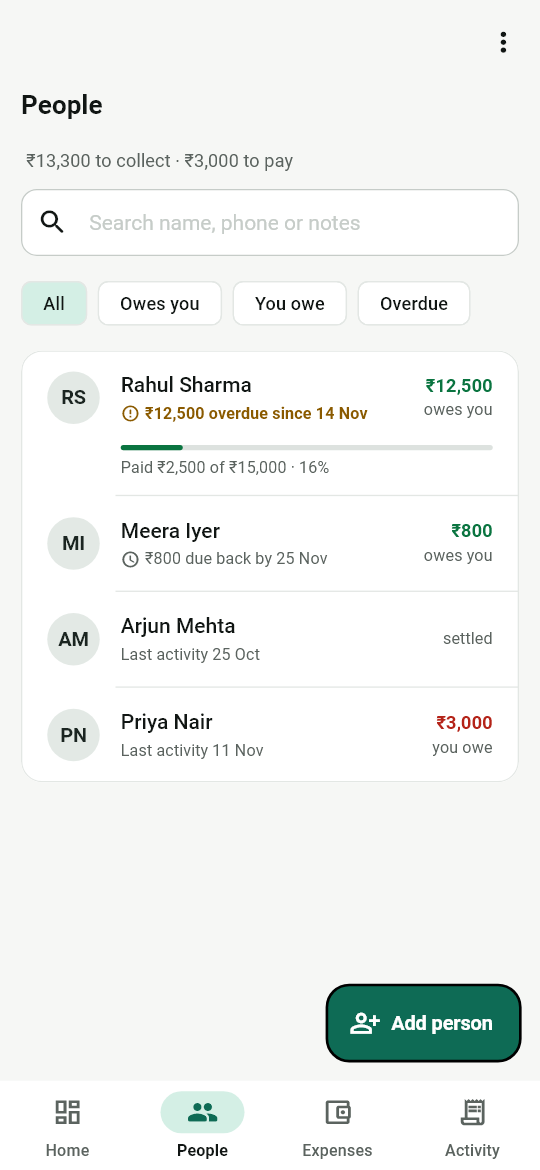 People
₹13,300 to collect · ₹3,000 to pay
Search name, phone or notes
All Owes you You owe Overdue
RS Rahul Sharma ₹12,500
₹12,500 overdue since 14 Nov owes you
Paid ₹2,500 of ₹15,000 · 16%
MI Meera Iyer ₹800
₹800 due back by 25 Nov owes you
AM Arjun Mehta settled
Last activity 25 Oct
PN Priya Nair ₹3,000
Last activity 11 Nov you owe
Add person
Home People Expenses Activity